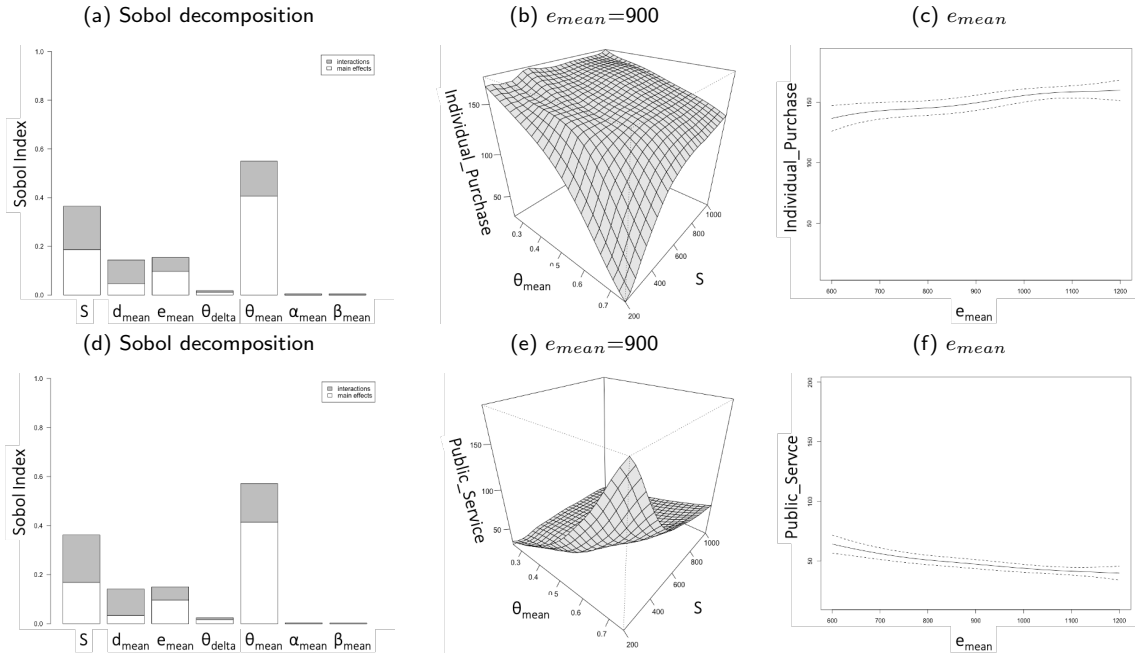 (a) Sobol decomposition
(b) e_mean=900
(c) e_mean
Sobol Index
1.0
0.8
0.6
0.4
0.2
0.0
interactions
main effects
S
d_mean
e_mean
θ_delta
θ_mean
α_mean
β_mean
Individual_Purchase
150
100
50
0.3
0.4
0.5
0.6
0.7
θ_mean
200
400
600
800
1000
S
Individual_Purchase
150
100
50
600
700
800
900
1000
1100
1200
e_mean
(d) Sobol decomposition
(e) e_mean=900
(f) e_mean
Sobol Index
1.0
0.8
0.6
0.4
0.2
0.0
interactions
main effects
S
d_mean
e_mean
θ_delta
θ_mean
α_mean
β_mean
Public_Service
150
100
50
0.3
0.4
0.6
0.7
θ_mean
200
400
600
800
1000
S
Public_Servce
200
150
100
50
600
700
800
900
1000
1100
1200
e_mean